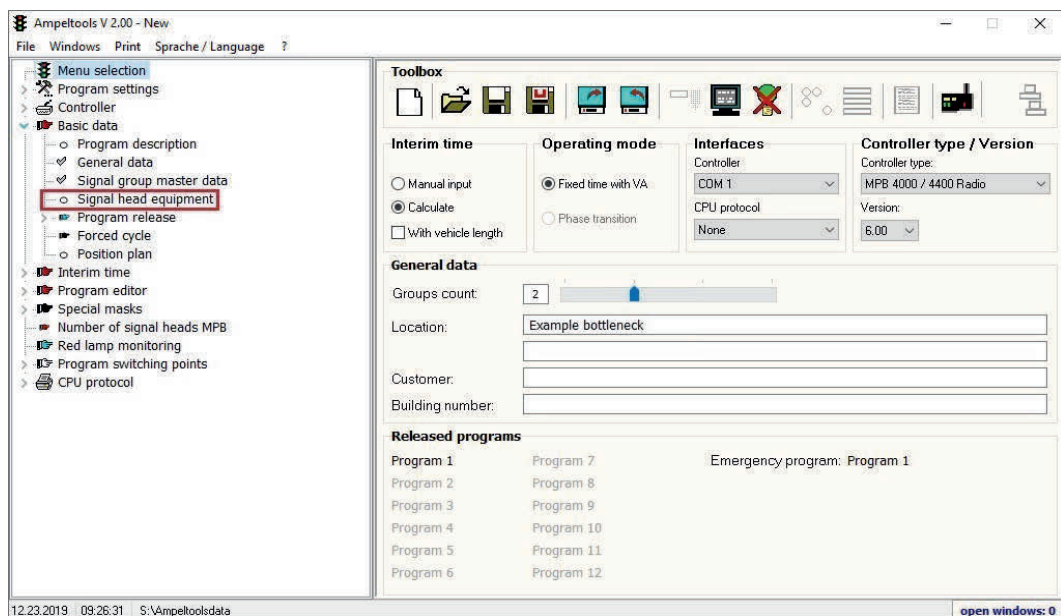 Ampeltools V 2.00 - New
File Windows Print Sprache / Language ?
Menu selection
Program settings
Controller
Basic data
Program description
General data
Signal group master data
Signal head equipment
Program release
Forced cycle
Position plan
Interim time
Program editor
Special masks
Number of signal heads MPB
Red lamp monitoring
Program switching points
CPU protocol
Toolbox
Interim time
Manual input
Calculate
With vehicle length
Operating mode
Fixed time with VA
Phase transition
Interfaces
Controller
COM 1
CPU protocol
None
Controller type / Version
Controller type:
MPB 4000 / 4400 Radio
Version:
6.00
General data
Groups count: 2
Location: Example bottleneck
Customer:
Building number:
Released programs
Program 1 Program 7 Emergency program: Program 1
Program 2 Program 8
Program 3 Program 9
Program 4 Program 10
Program 5 Program 11
Program 6 Program 12
12.23.2019 09:26:31 S:\Ampeltoolsdata open windows: 0